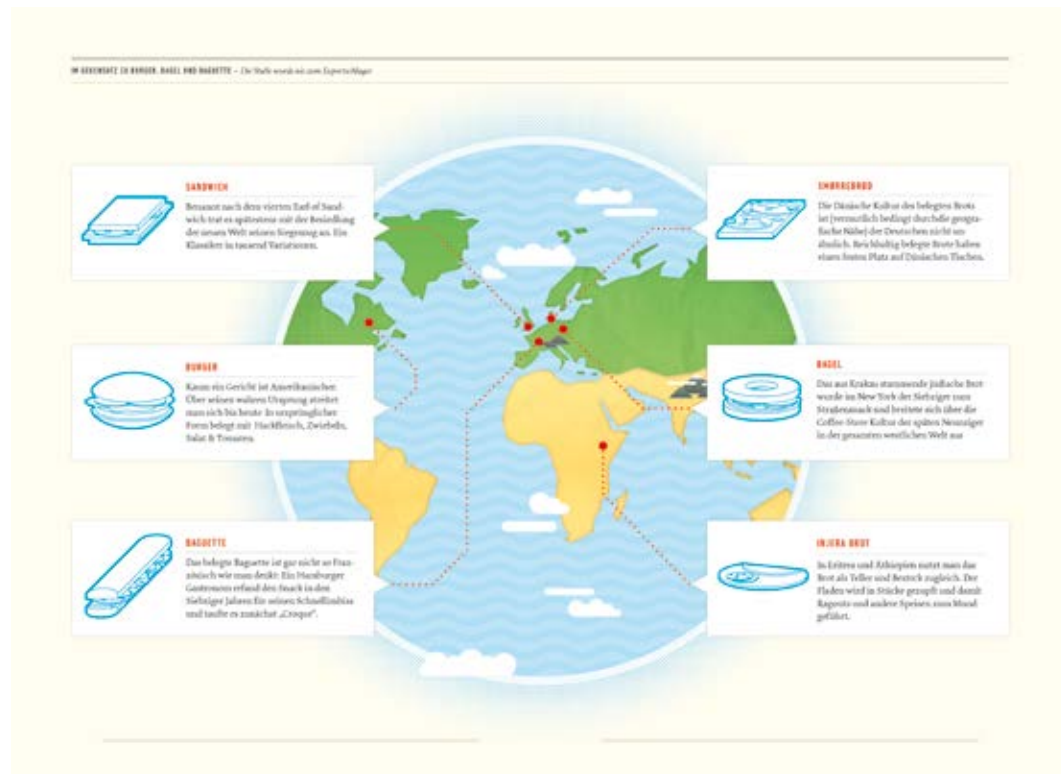 IM GEGENSATZ ZU BURGER, BAGEL UND BAGUETTE – Die Stulle wurde nie zum Exportschlager
SANDWICH
Benannt nach dem vierten Earl of Sand-
wich trat es spätestens mit der Besiedlung
der neuen Welt seinen Siegeszug an. Ein
Klassiker in tausend Variationen.
BURGER
Kaum ein Gericht ist Amerikanischer.
Über seinen wahren Ursprung streitet
man sich bis heute. In ursprünglicher
Form belegt mit Hackfleisch, Zwiebeln,
Salat & Tomaten.
BAGUETTE
Das belegte Baguette ist gar nicht so Fran-
zösisch wie man denkt: Ein Hamburger
Gastronom erfand den Snack in den
Siebziger Jahren für seinen Schnellimbiss
und taufte es zunächst „Croque“.
SMØRREBRØD
Die Dänische Kultur des belegten Brots
ist (vermutlich bedingt durch die geogra-
fische Nähe) der Deutschen nicht un-
ähnlich. Reichhaltig belegte Brote haben
einen festen Platz auf Dänischen Tischen.
BAGEL
Das aus Krakau stammende jüdische Brot
wurde im New York der Siebziger zum
Straßensnack und breitete sich über die
Coffee-Store Kultur der späten Neunziger
in der gesamten westlichen Welt aus
INJERA BROT
In Eritrea und Äthiopien nutzt man das
Brot als Teller und Besteck zugleich. Der
Fladen wird in Stücke gezupft und damit
Ragouts und andere Speisen zum Mund
geführt.